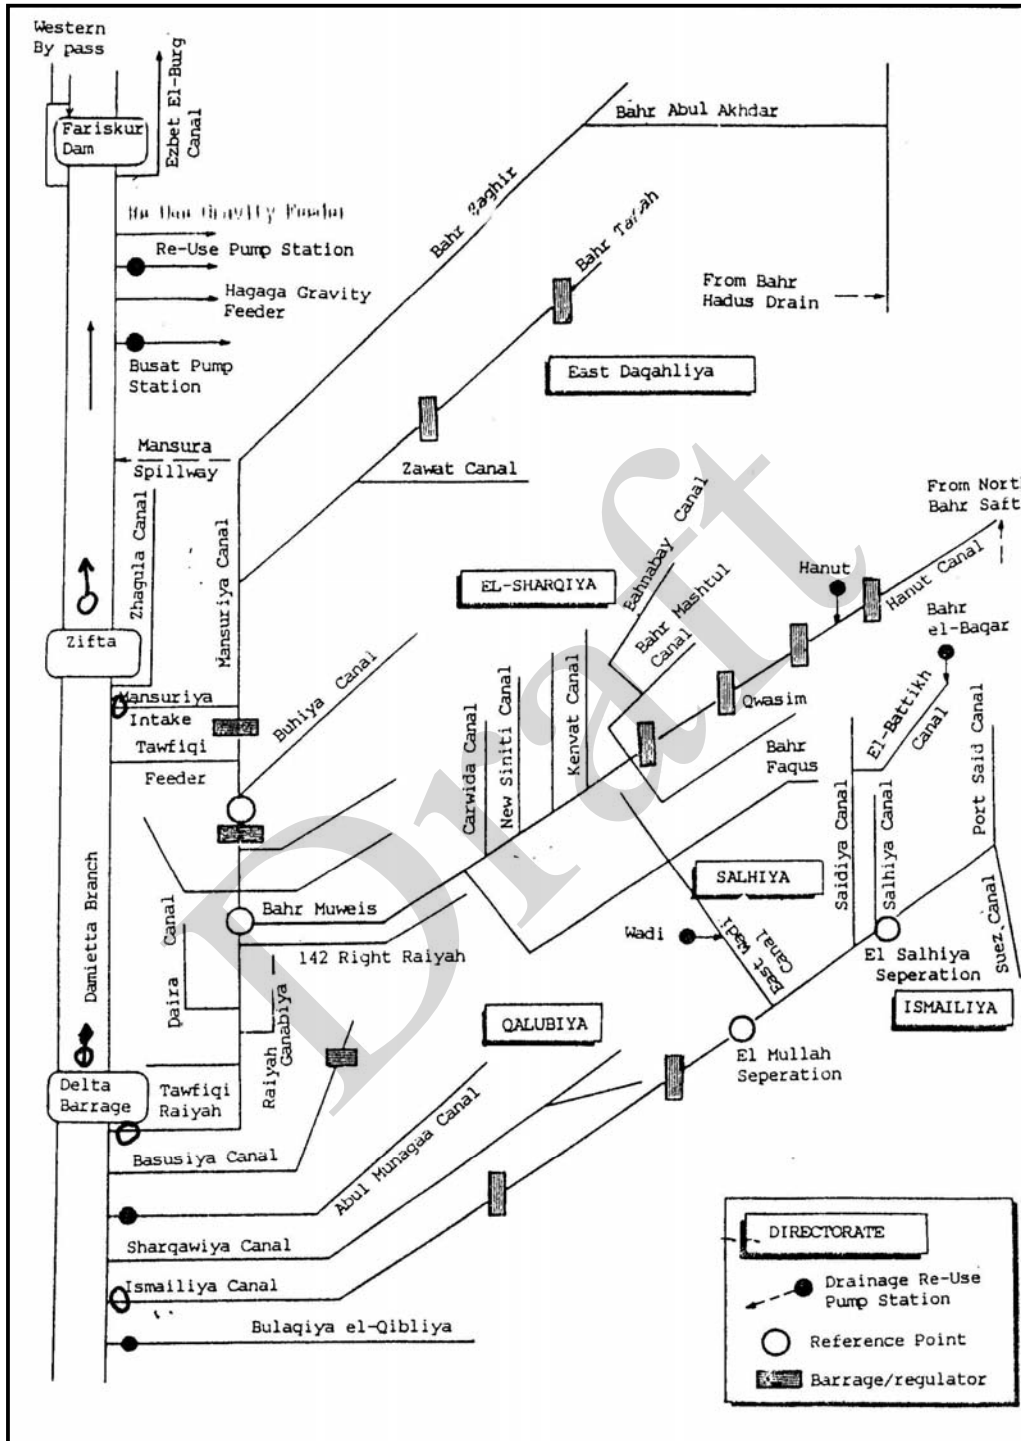 Western
By pass
Ezbet El-Burg
Canal
Fariskur
Dam
Bahr Abul Akhdar
Bahr Saghir
Gravity Feeder
Re-Use Pump Station
Hagaga Gravity
Feeder
From Bahr
Hadus Drain
Busat Pump
Station
East Daqahliya
Mansura
Spillway
Zawat Canal
From North
Bahr Saft
Zhagula Canal
Mansuriya Canal
EL-SHARQIYA
Bahnabay Canal
Bahr Mashtul
Canal
Hanut
Hanut Canal
Bahr
el-Baqar
Zifta
Mansuriya
Intake
Tawfiqi
Feeder
Buhiya Canal
Carwida Canal
New Siniti Canal
Kenvat Canal
Qwasim
Bahr
Faqus
El-Battikh
Canal
Saidiya Canal
Salhiya Canal
Port Said Canal
Suez Canal
Damietta Branch
Daira Canal
Bahr Muweis
142 Right Raiyah
SALHIYA
Wadi
East Wadi
Canal
El Salhiya
Seperation
ISMAILIYA
Raiyah
Ganabiya
QALUBIYA
El Mullah
Seperation
Delta
Barrage
Tawfiqi
Raiyah
Basusiya Canal
Abul Munagaa Canal
Sharqawiya Canal
Ismailiya Canal
Bulaqiya el-Qibliya
DIRECTORATE
Drainage Re-Use
Pump Station
Reference Point
Barrage/regulator
Draft